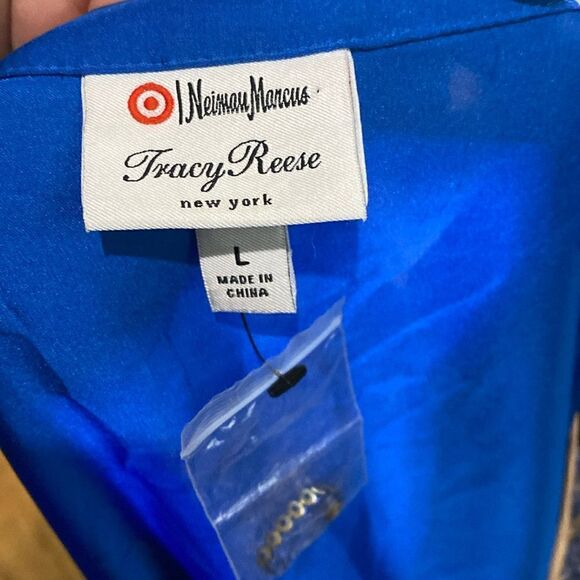 Neiman Marcus
Tracy Reese
new york
L
MADE IN
CHINA